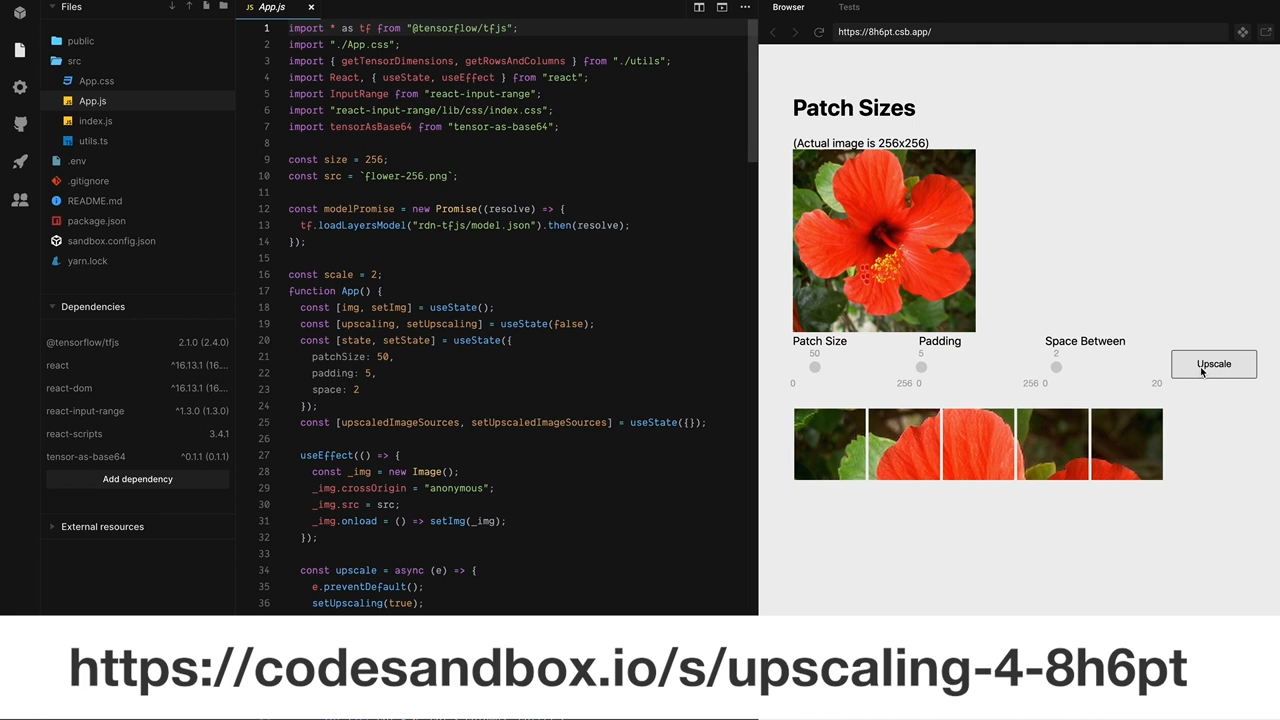 Files
public
src
App.css
App.js
index.js
utils.ts
.env
.gitignore
README.md
package.json
sandbox.config.json
yarn.lock
Dependencies
@tensorflow/tfjs 2.1.0 (2.4.0)
react ^16.13.1 (16....
react-dom ^16.13.1 (16....
react-input-range ^1.3.0 (1.3.0)
react-scripts 3.4.1
tensor-as-base64 ^0.1.1 (0.1.1)
Add dependency
External resources
JS App.js
1 import * as tf from "@tensorflow/tfjs";
2 import "./App.css";
3 import { getTensorDimensions, getRowsAndColumns } from "./utils";
4 import React, { useState, useEffect } from "react";
5 import InputRange from "react-input-range";
6 import "react-input-range/lib/css/index.css";
7 import tensorAsBase64 from "tensor-as-base64";
8
9 const size = 256;
10 const src = `flower-256.png`;
11
12 const modelPromise = new Promise((resolve) => {
13 tf.loadLayersModel("rdn-tfjs/model.json").then(resolve);
14 });
15
16 const scale = 2;
17 function App() {
18 const [img, setImg] = useState();
19 const [upscaling, setUpscaling] = useState(false);
20 const [state, setState] = useState({
21 patchSize: 50,
22 padding: 5,
23 space: 2
24 });
25 const [upscaledImageSources, setUpscaledImageSources] = useState({});
26
27 useEffect(() => {
28 const _img = new Image();
29 _img.crossOrigin = "anonymous";
30 _img.src = src;
31 _img.onload = () => setImg(_img);
32 });
33
34 const upscale = async (e) => {
35 e.preventDefault();
36 setUpscaling(true);
Browser Tests
https://8h6pt.csb.app/
Patch Sizes
(Actual image is 256x256)
Patch Size Padding Space Between
50 5 2
Upscale
0 256 0 256 0 20
https://codesandbox.io/s/upscaling-4-8h6pt